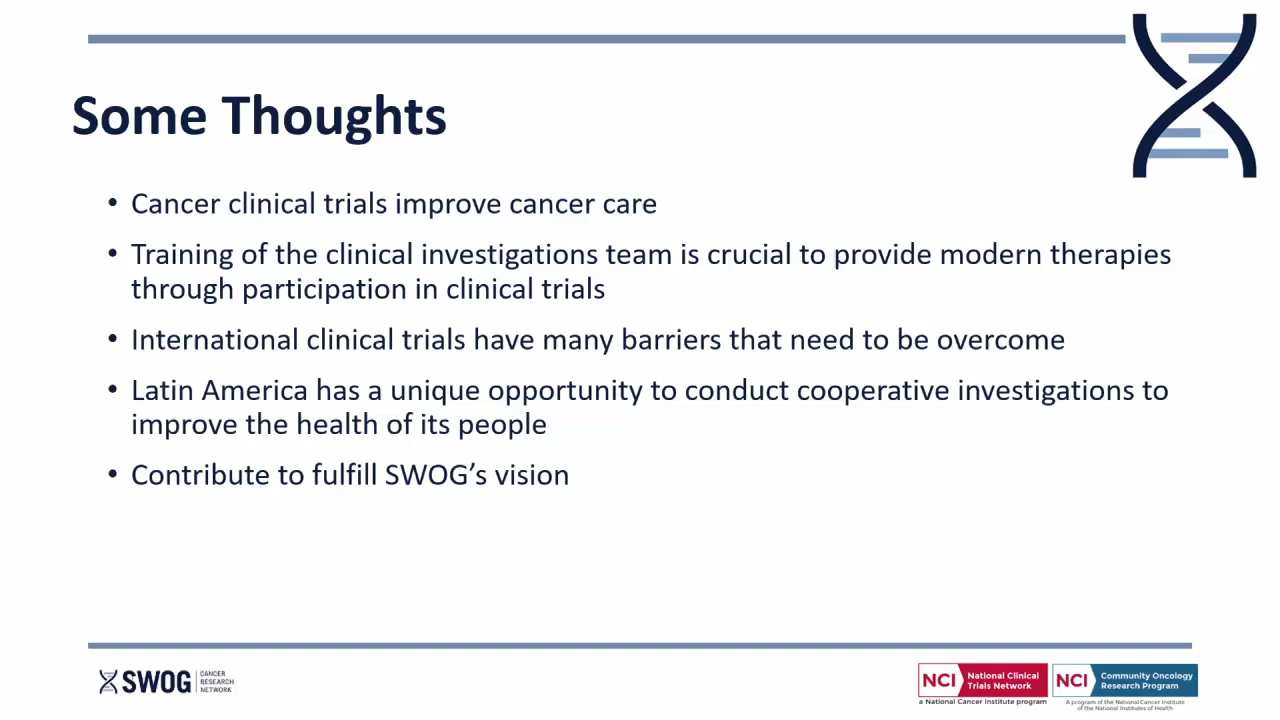 Some Thoughts
• Cancer clinical trials improve cancer care
• Training of the clinical investigations team is crucial to provide modern therapies
through participation in clinical trials
• International clinical trials have many barriers that need to be overcome
• Latin America has a unique opportunity to conduct cooperative investigations to
improve the health of its people
• Contribute to fulfill SWOG’s vision
SWOG
CANCER
RESEARCH
NETWORK
NCI
National Clinical
Trials Network
a National Cancer Institute program
NCI
Community Oncology
Research Program
A program of the National Cancer Institute
of the National Institutes of Health